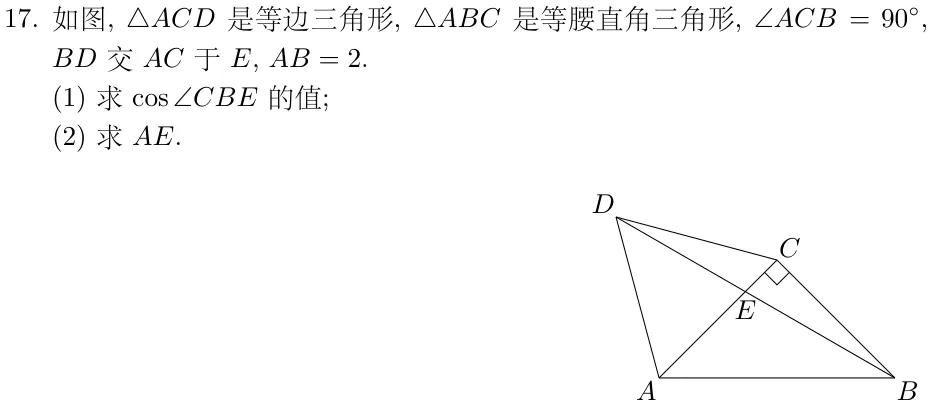 17. 如图, △ACD 是等边三角形, △ABC 是等腰直角三角形, ∠ACB = 90°,
BD 交 AC 于 E, AB = 2.
(1) 求 cos∠CBE 的值;
(2) 求 AE.
D
C
E
A
B